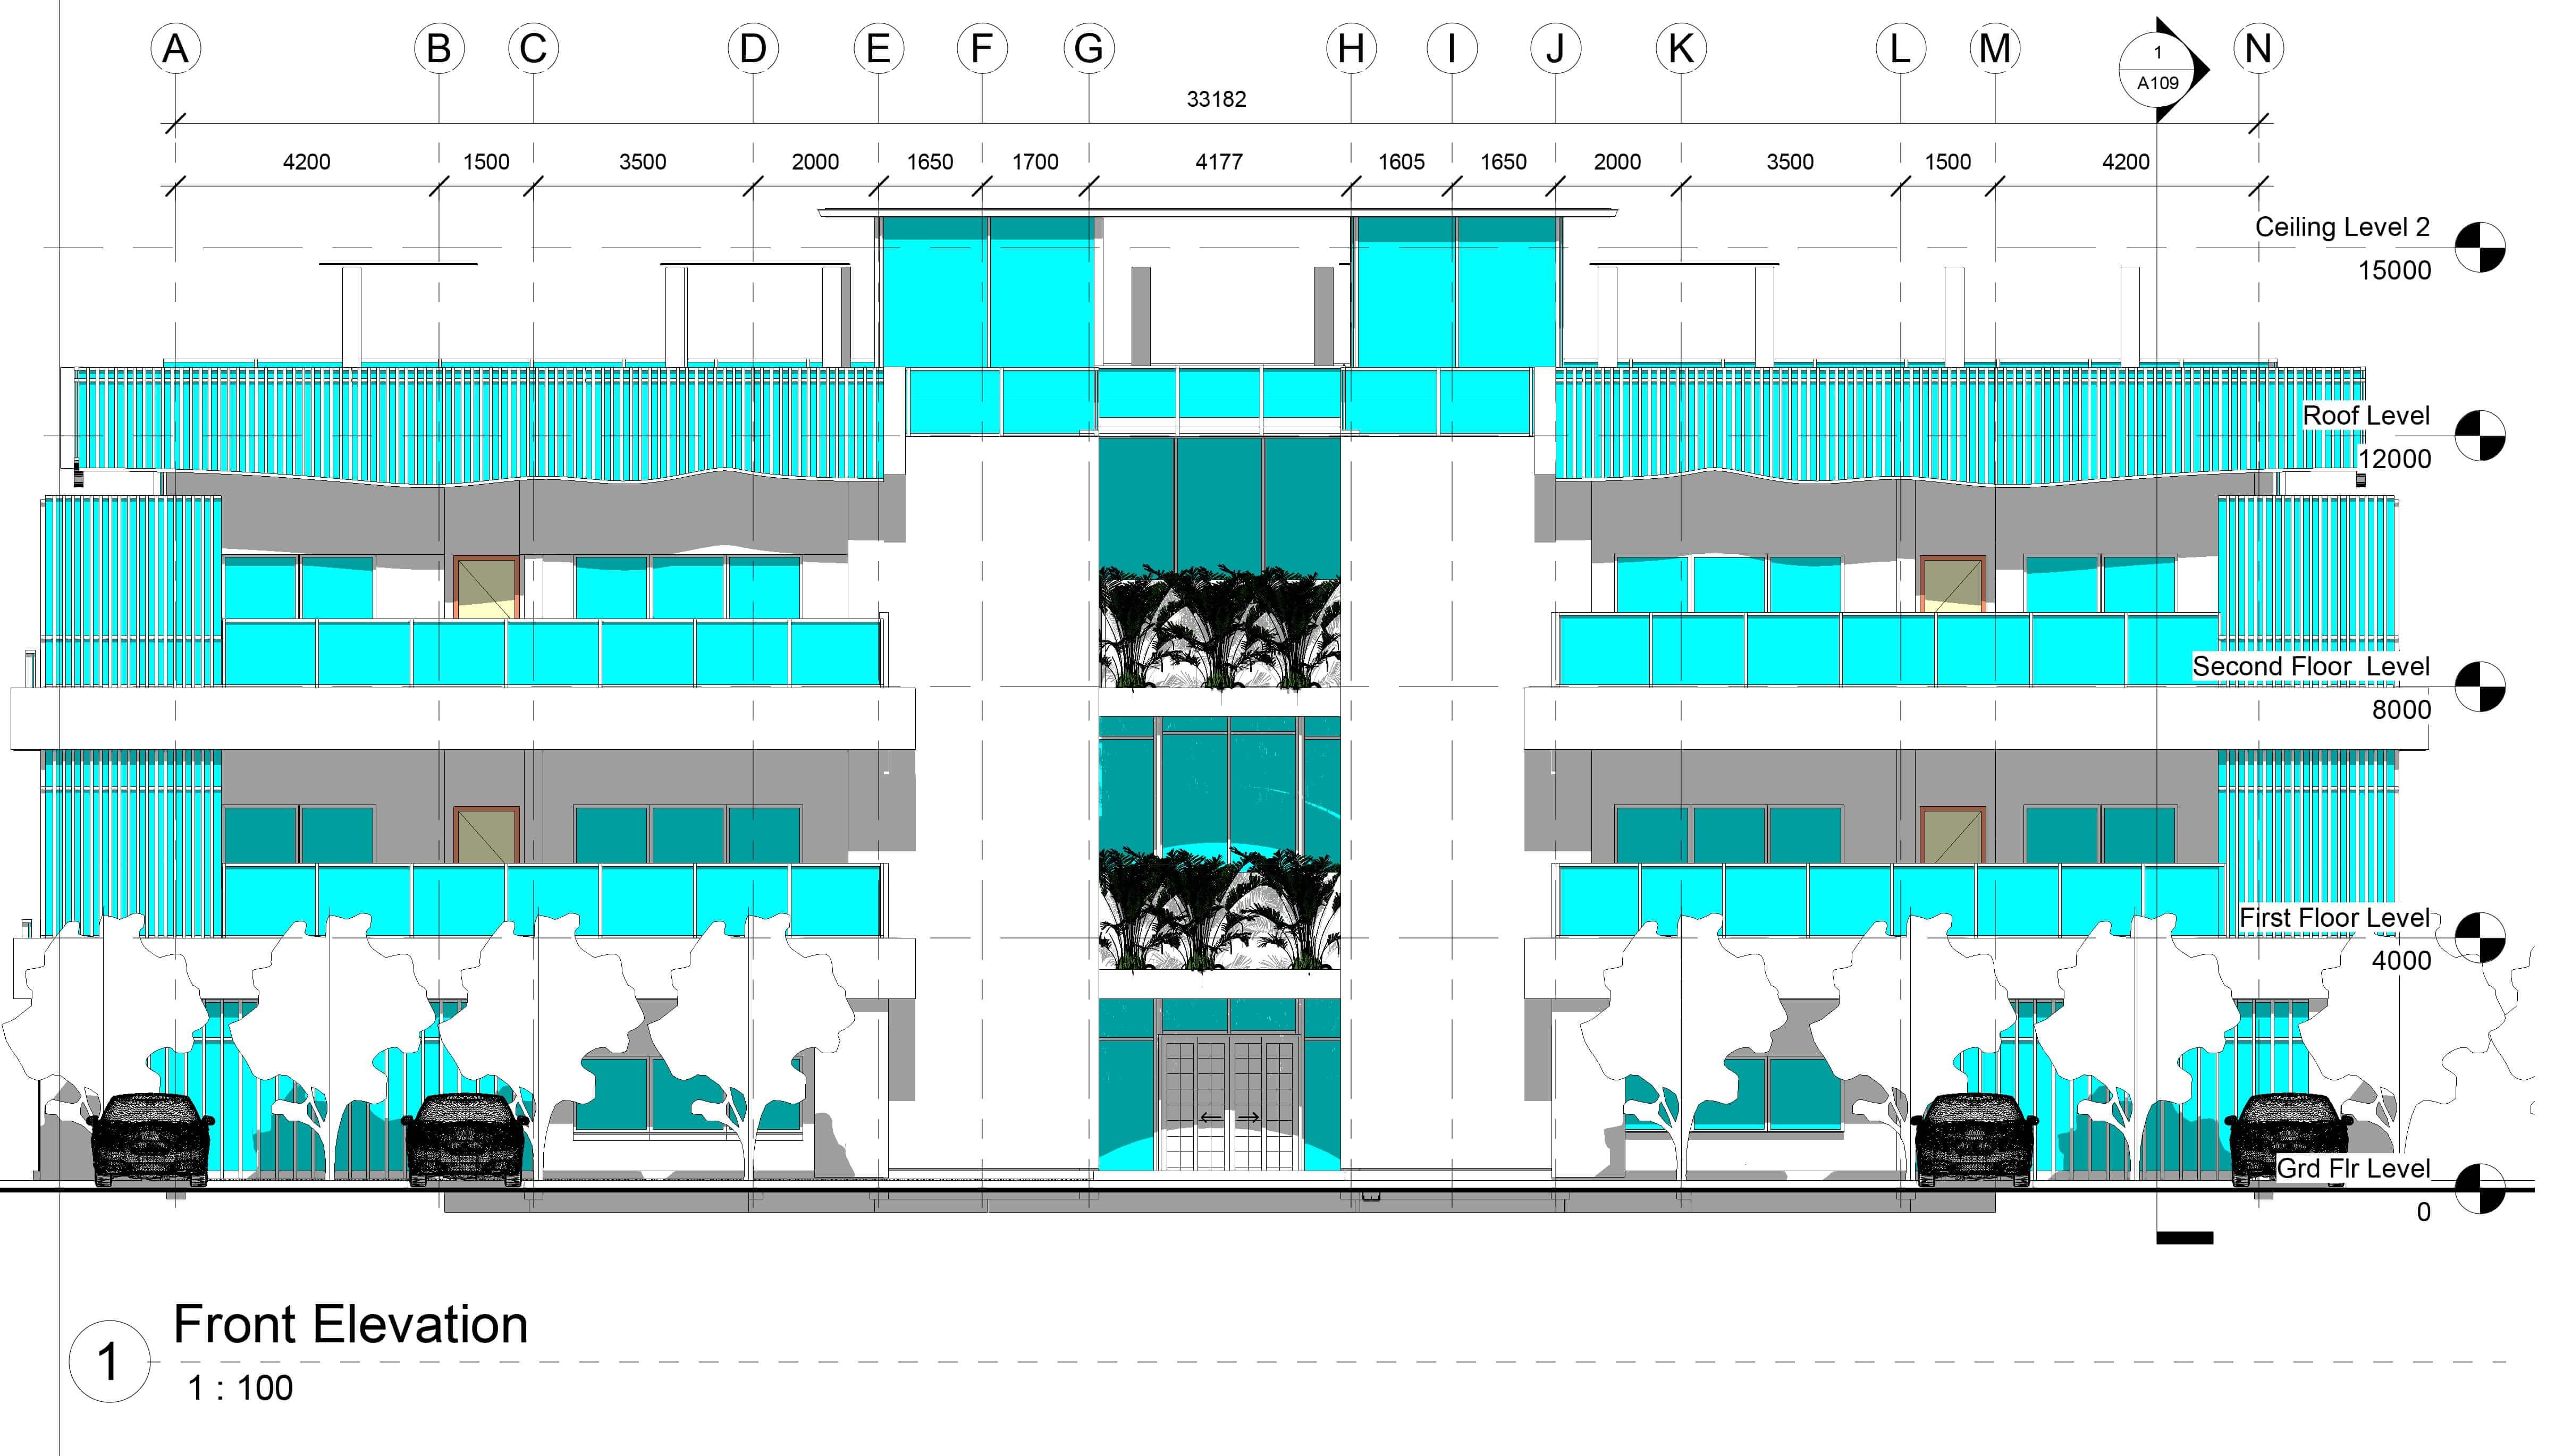 A B C D E F G H I J K L M N
1
A109
33182
4200 1500 3500 2000 1650 1700 4177 1605 1650 2000 3500 1500 4200
Ceiling Level 2
15000
Roof Level
12000
Second Floor Level
8000
First Floor Level
4000
Grd Flr Level
0
1
Front Elevation
1 : 100